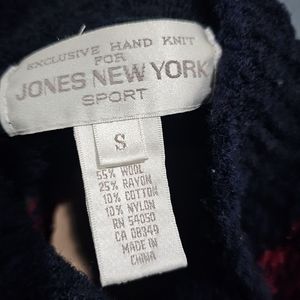 EXCLUSIVE HAND KNIT
FOR
JONES NEW YORK
SPORT
S
55% WOOL
25% RAYON
10% COTTON
10% NYLON
RN 54050
CA 08349
MADE IN
CHINA